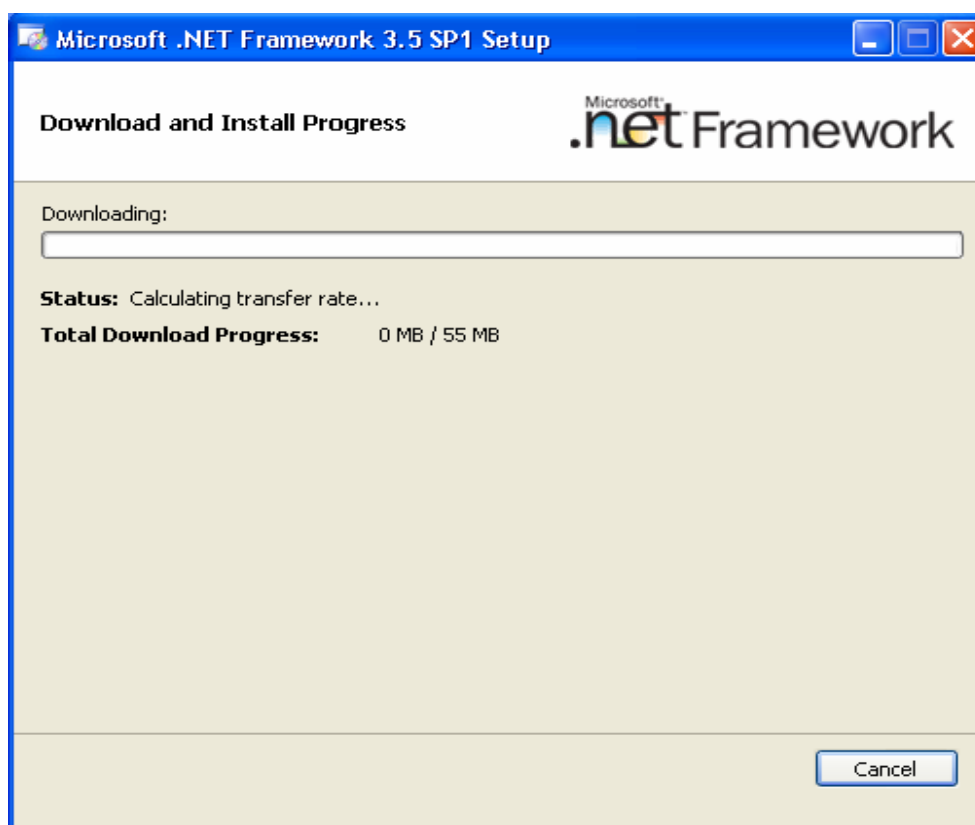 Microsoft .NET Framework 3.5 SP1 Setup
Download and Install Progress
Microsoft
.net Framework
Downloading:
Status: Calculating transfer rate...
Total Download Progress: 0 MB / 55 MB
Cancel